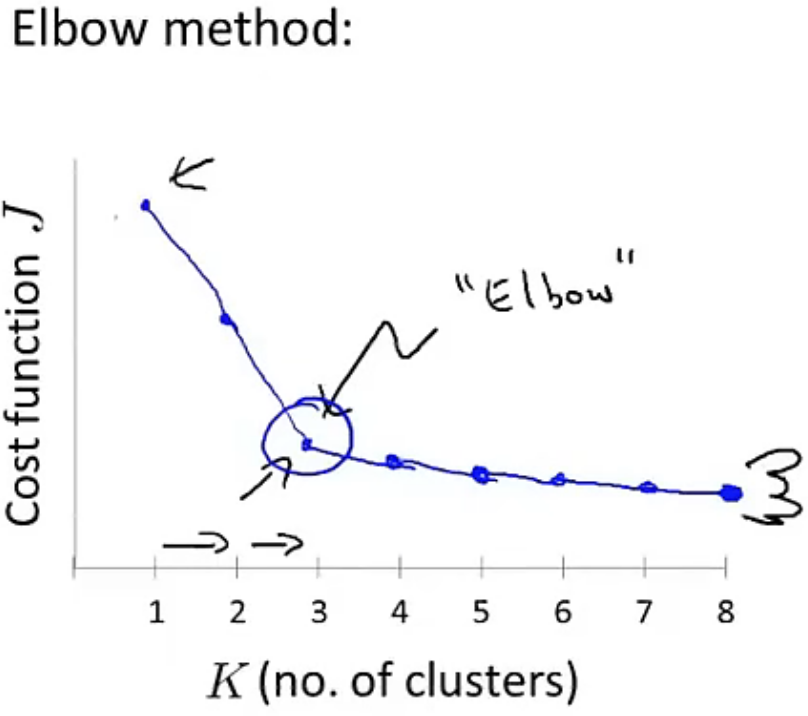 Elbow method:
Cost function J
"Elbow"
1 2 3 4 5 6 7 8
K (no. of clusters)